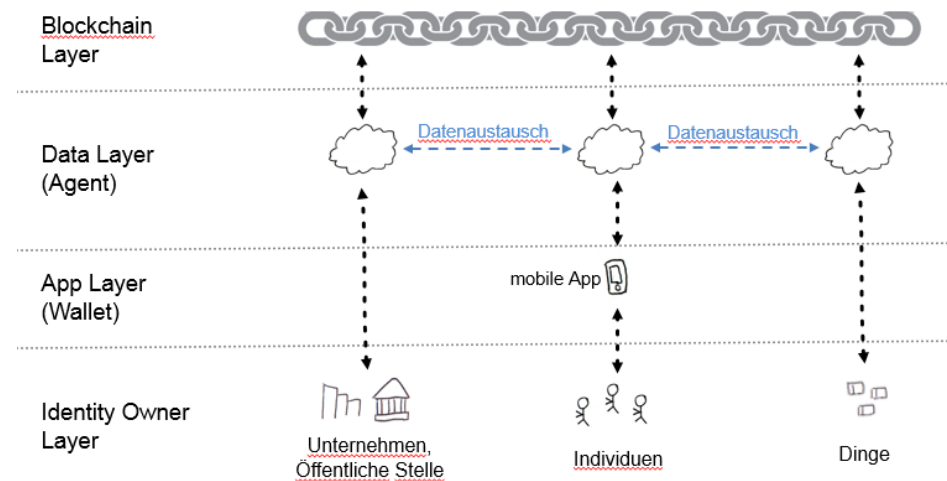 Blockchain
Layer
Datenaustausch
Datenaustausch
Data Layer
(Agent)
App Layer
(Wallet)
mobile App
Identity Owner
Layer
Unternehmen,
Öffentliche Stelle
Individuen
Dinge